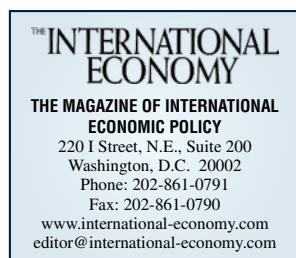 THE INTERNATIONAL
ECONOMY
THE MAGAZINE OF INTERNATIONAL
ECONOMIC POLICY
220 I Street, N.E., Suite 200
Washington, D.C. 20002
Phone: 202-861-0791
Fax: 202-861-0790
www.international-economy.com
editor@international-economy.com